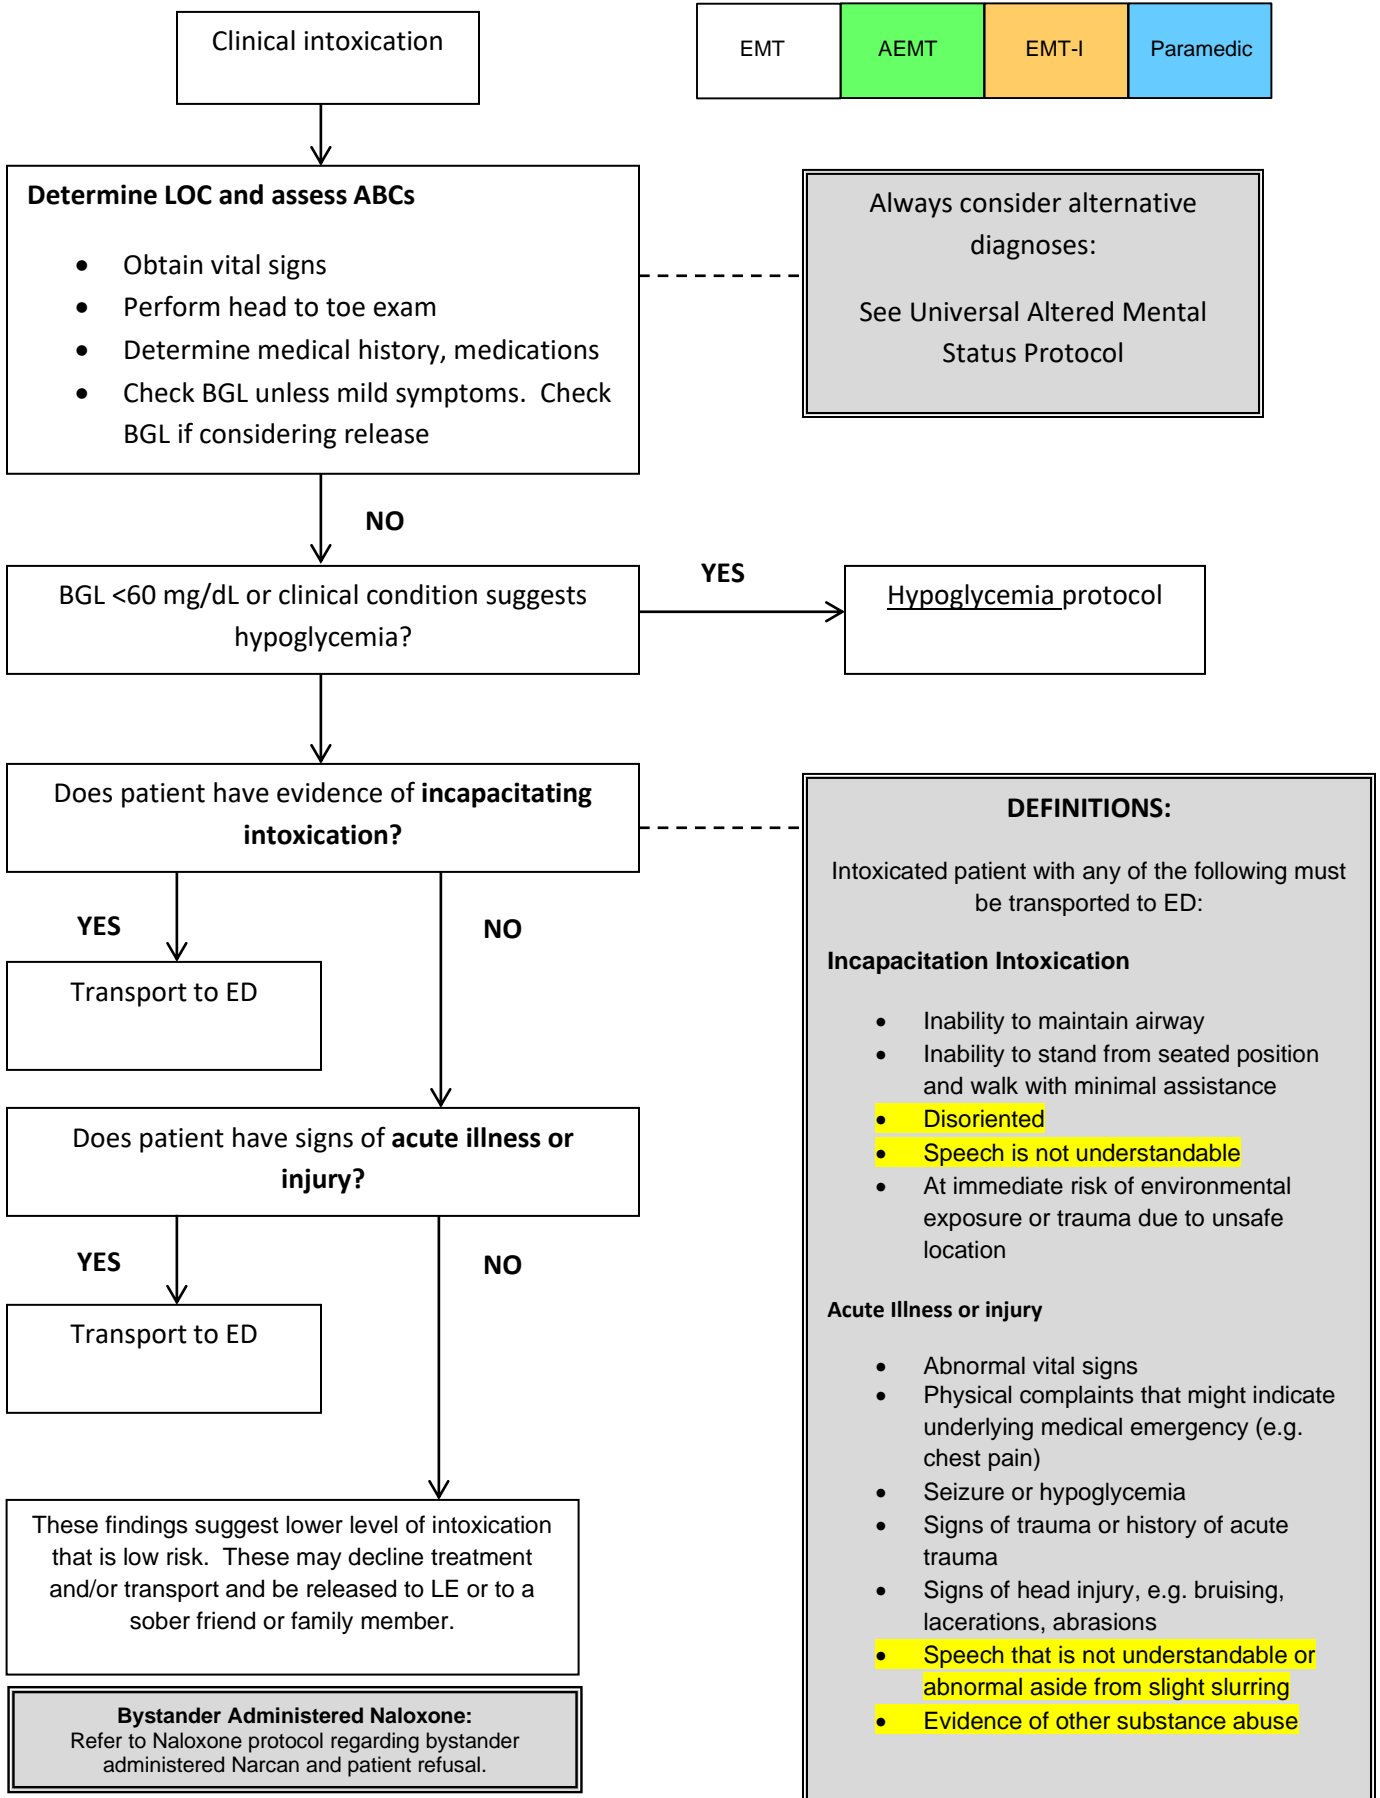 Clinical intoxication
EMT
AEMT
EMT-I
Paramedic
Determine LOC and assess ABCs
• Obtain vital signs
• Perform head to toe exam
• Determine medical history, medications
• Check BGL unless mild symptoms.  Check
BGL if considering release
Always consider alternative
diagnoses:
See Universal Altered Mental
Status Protocol
NO
BGL <60 mg/dL or clinical condition suggests
hypoglycemia?
YES
Hypoglycemia protocol
Does patient have evidence of incapacitating
intoxication?
YES
NO
Transport to ED
Does patient have signs of acute illness or
injury?
YES
NO
Transport to ED
These findings suggest lower level of intoxication
that is low risk.  These may decline treatment
and/or transport and be released to LE or to a
sober friend or family member.
Bystander Administered Naloxone:
Refer to Naloxone protocol regarding bystander
administered Narcan and patient refusal.
DEFINITIONS:
Intoxicated patient with any of the following must
be transported to ED:
Incapacitation Intoxication
• Inability to maintain airway
• Inability to stand from seated position
and walk with minimal assistance
• Disoriented
• Speech is not understandable
• At immediate risk of environmental
exposure or trauma due to unsafe
location
Acute Illness or injury
• Abnormal vital signs
• Physical complaints that might indicate
underlying medical emergency (e.g.
chest pain)
• Seizure or hypoglycemia
• Signs of trauma or history of acute
trauma
• Signs of head injury, e.g. bruising,
lacerations, abrasions
• Speech that is not understandable or
abnormal aside from slight slurring
• Evidence of other substance abuse